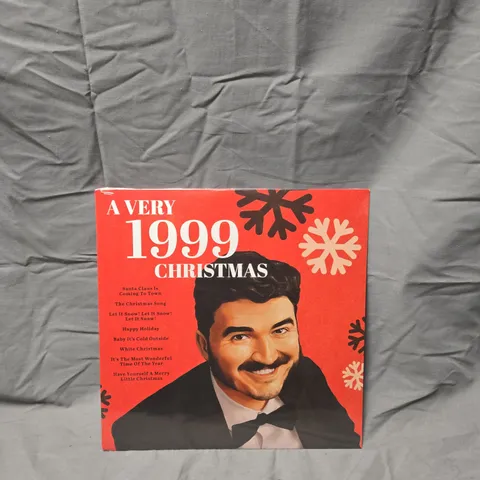 A VERY
1999
CHRISTMAS
Santa Claus Is
Coming To Town
The Christmas Song
Let It Snow! Let It Snow!
Let It Snow!
Happy Holiday
Baby It's Cold Outside
White Christmas
It's The Most Wonderful
Time Of The Year
Have Yourself A Merry
Little Christmas